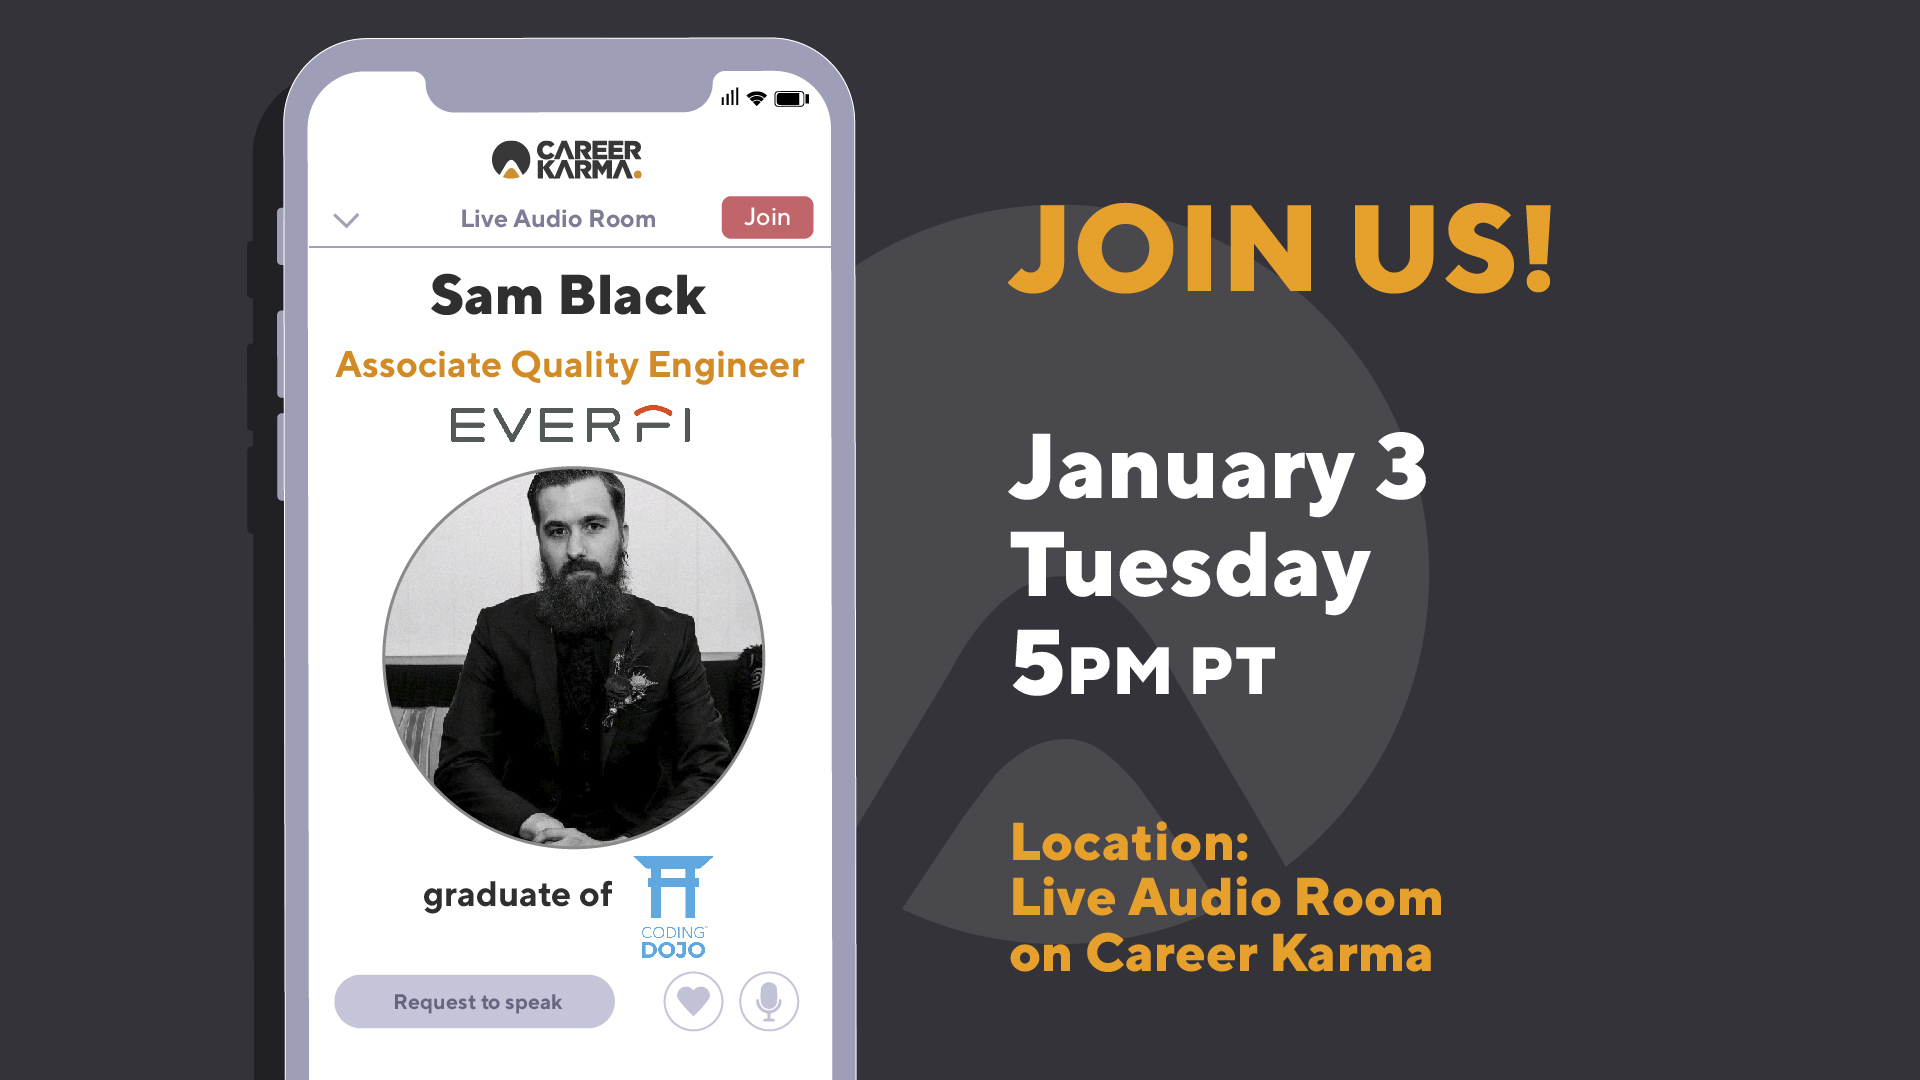 CAREER
KARMA.
Live Audio Room
Join
Sam Black
Associate Quality Engineer
EVERFI
graduate of
CODING™
DOJO
Request to speak
JOIN US!
January 3
Tuesday
5PM PT
Location:
Live Audio Room
on Career Karma